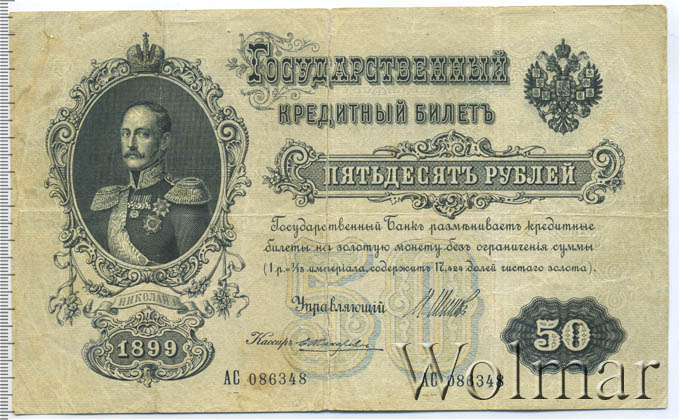 Государственный
кредитный билетъ
пятьдесятъ рублей
Государственный Банкъ размѣниваетъ кредитные
билеты на золотую монету безъ ограниченія суммы
(1 р.= 1/15 имперіала, содержитъ 17,424 долей чистаго золота).
Управляющій
50
НИКОЛАЙ I
1899
Кассиръ
50
АС 086348
АС 086348
Wolmar